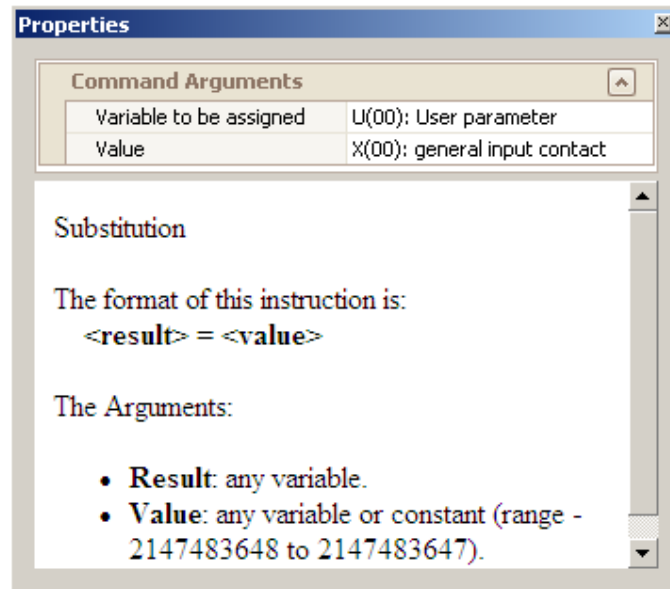 Properties
Command Arguments
Variable to be assigned U(00): User parameter
Value X(00): general input contact
Substitution
The format of this instruction is:
<result> = <value>
The Arguments:
• Result: any variable.
• Value: any variable or constant (range -
2147483648 to 2147483647).